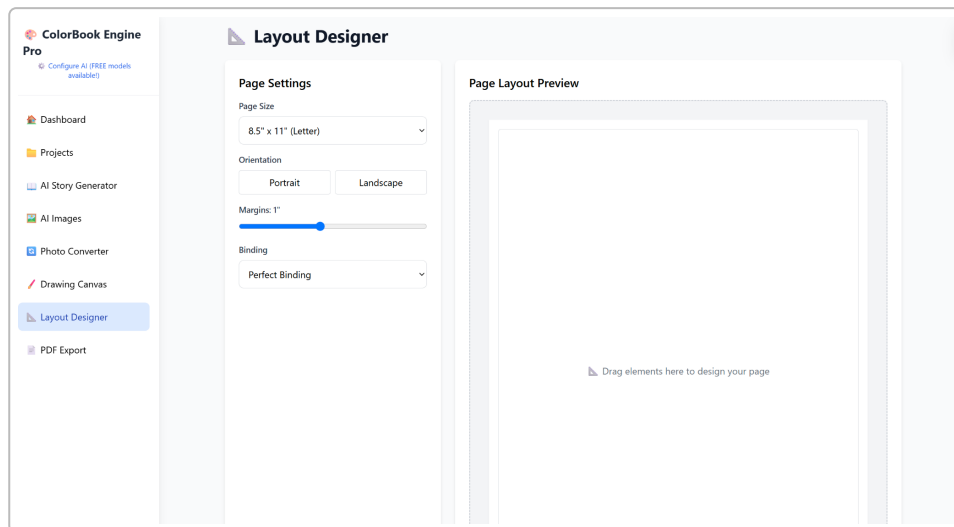 ColorBook Engine
Pro
Configure AI (FREE models
available!)
Dashboard
Projects
AI Story Generator
AI Images
Photo Converter
Drawing Canvas
Layout Designer
PDF Export
Layout Designer
Page Settings
Page Size
8.5" x 11" (Letter)
Orientation
Portrait
Landscape
Margins: 1"
Binding
Perfect Binding
Page Layout Preview
Drag elements here to design your page